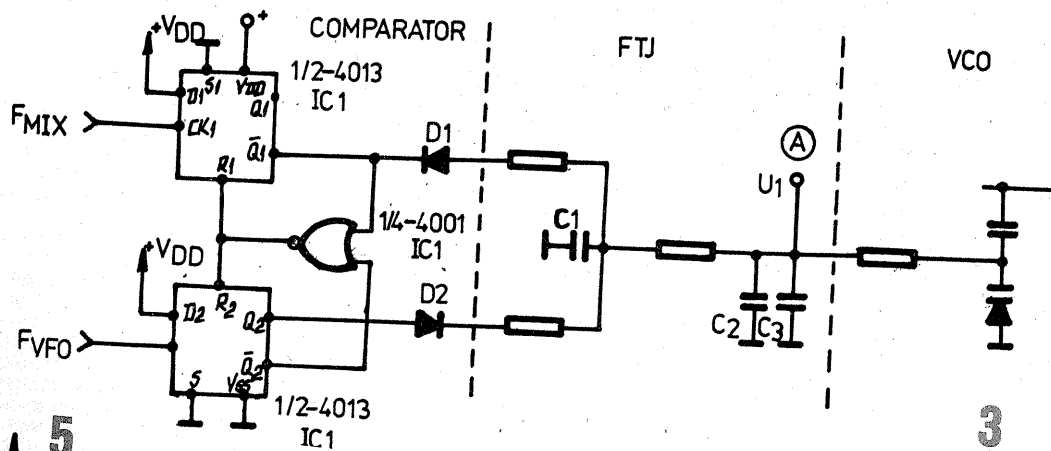 COMPARATOR
FTJ
VCO
+VDD
+
S1
VDD
D1
Q1
1/2-4013
IC1
FMIX
CK1
Q̅1
R1
D1
A
U1
1/4-4001
IC1
C1
+VDD
R2
D2
Q2
D2
FVFO
Q̅2
S
VSS
C2
C3
1/2-4013
IC1
5
3